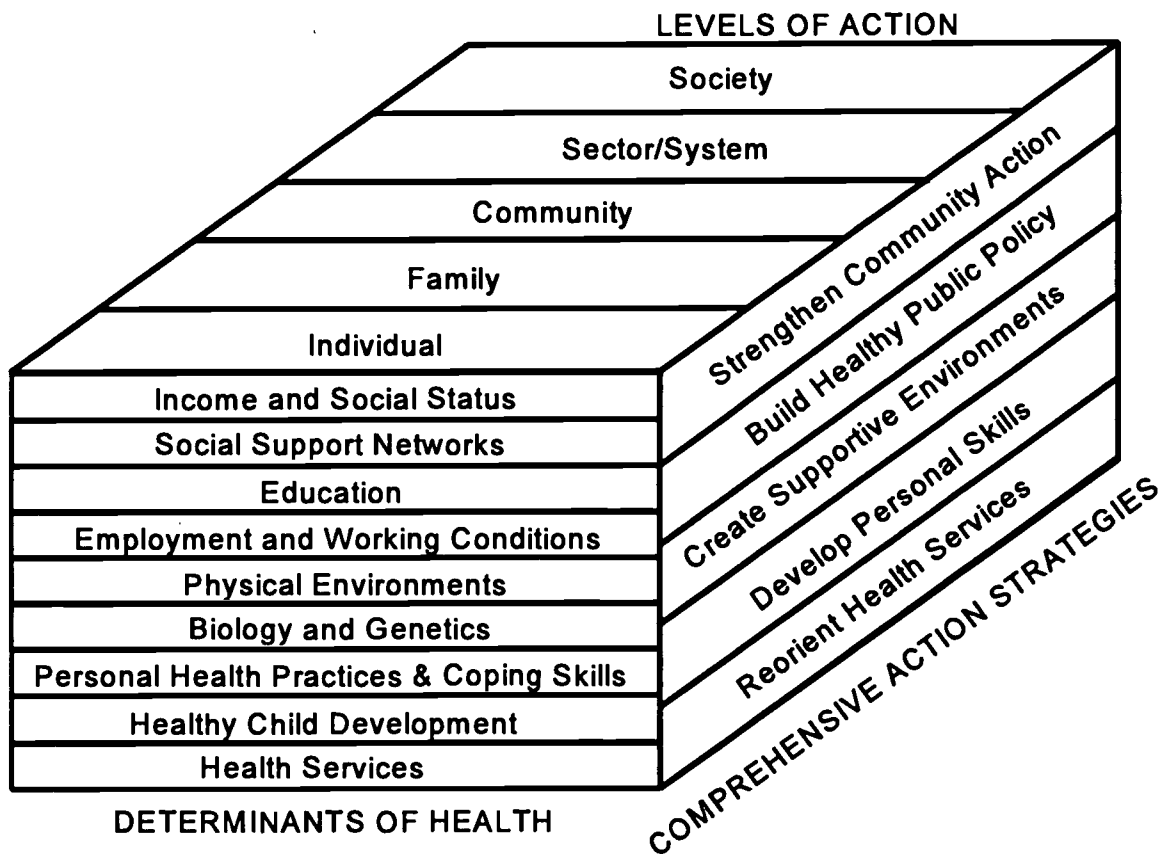 LEVELS OF ACTION
Society
Sector/System
Community
Family
Individual
Income and Social Status
Social Support Networks
Education
Employment and Working Conditions
Physical Environments
Biology and Genetics
Personal Health Practices & Coping Skills
Healthy Child Development
Health Services
DETERMINANTS OF HEALTH
Strengthen Community Action
Build Healthy Public Policy
Create Supportive Environments
Develop Personal Skills
Reorient Health Services
COMPREHENSIVE ACTION STRATEGIES